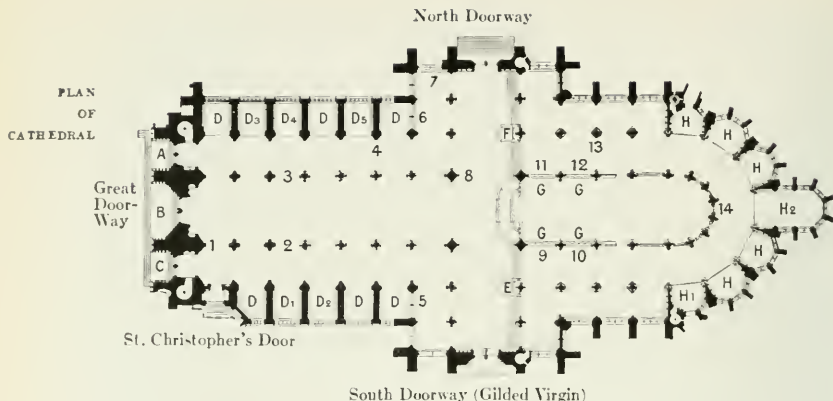 North Doorway
PLAN
OF
CATHEDRAL
Great
Door-
Way
A
B
C
D D3 D4 D D5 D
7
6
4
3
8
F
13
11 12
G G
G G
9 10
14
H
H
H
H2
H
H
H1
1
2
D D1 D2 D D
5
E
St. Christopher's Door
South Doorway (Gilded Virgin)